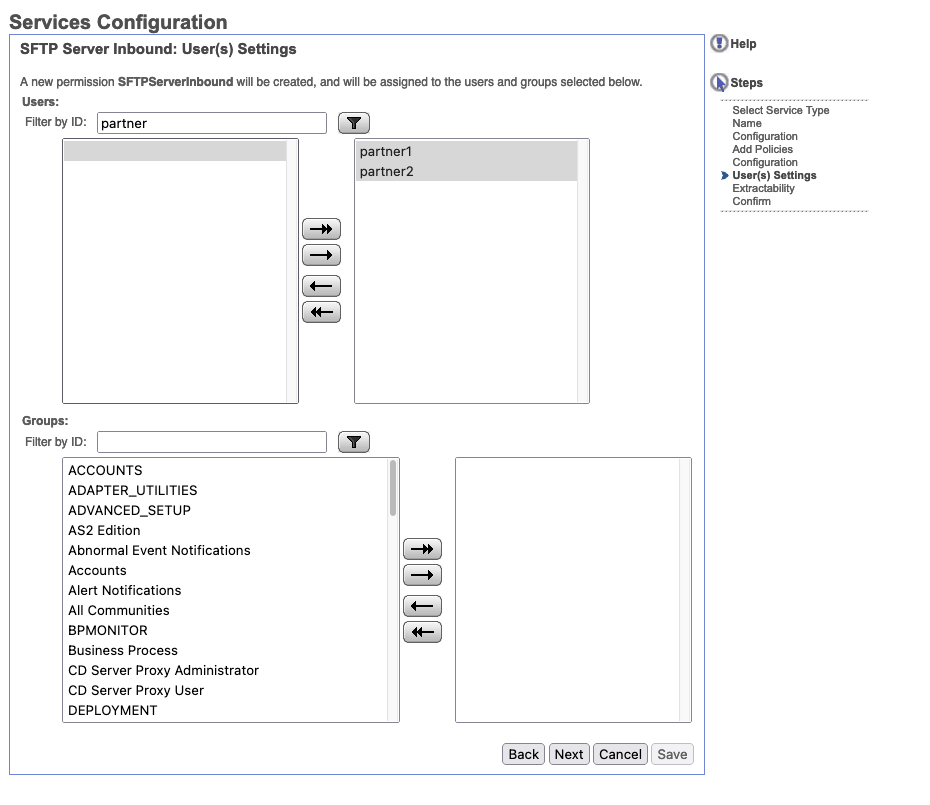 Services Configuration
SFTP Server Inbound: User(s) Settings
A new permission SFTPServerInbound will be created, and will be assigned to the users and groups selected below.
Users:
Filter by ID: partner
partner1
partner2
Groups:
Filter by ID:
ACCOUNTS
ADAPTER_UTILITIES
ADVANCED_SETUP
AS2 Edition
Abnormal Event Notifications
Accounts
Alert Notifications
All Communities
BPMONITOR
Business Process
CD Server Proxy Administrator
CD Server Proxy User
DEPLOYMENT
Back Next Cancel Save
Help
Steps
Select Service Type
Name
Configuration
Add Policies
Configuration
User(s) Settings
Extractability
Confirm